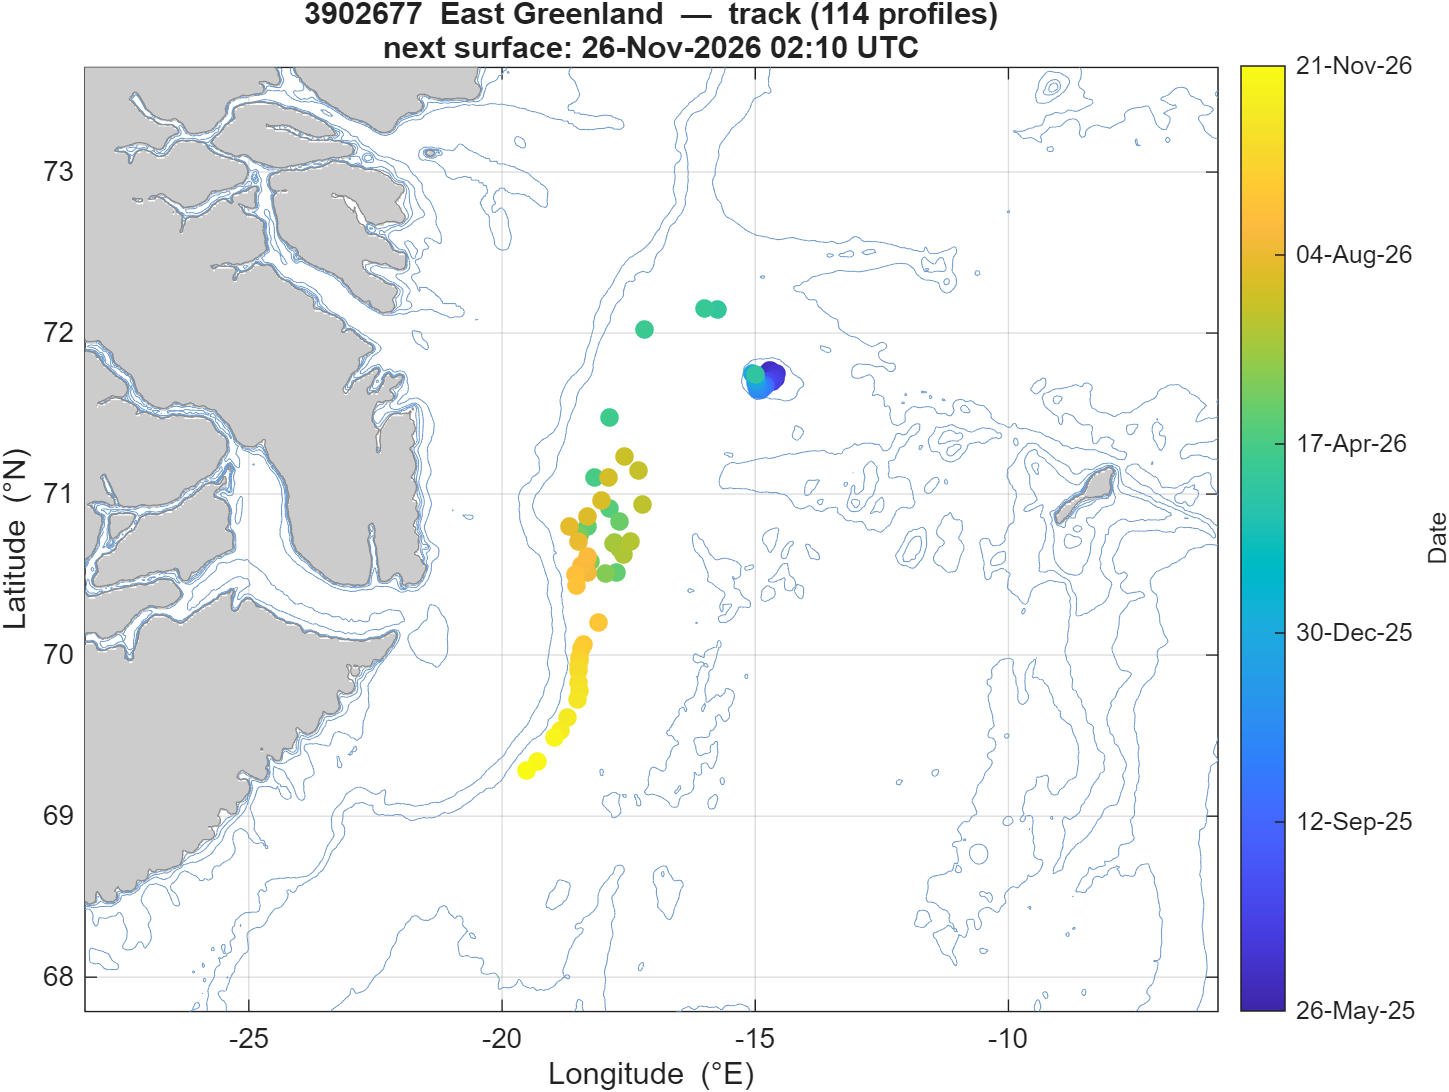 3902677 East Greenland — track (114 profiles)
next surface: 26-Nov-2026 02:10 UTC
73
72
71
70
69
68
Latitude (°N)
-25
-20
-15
-10
Longitude (°E)
21-Nov-26
04-Aug-26
17-Apr-26
30-Dec-25
12-Sep-25
26-May-25
Date